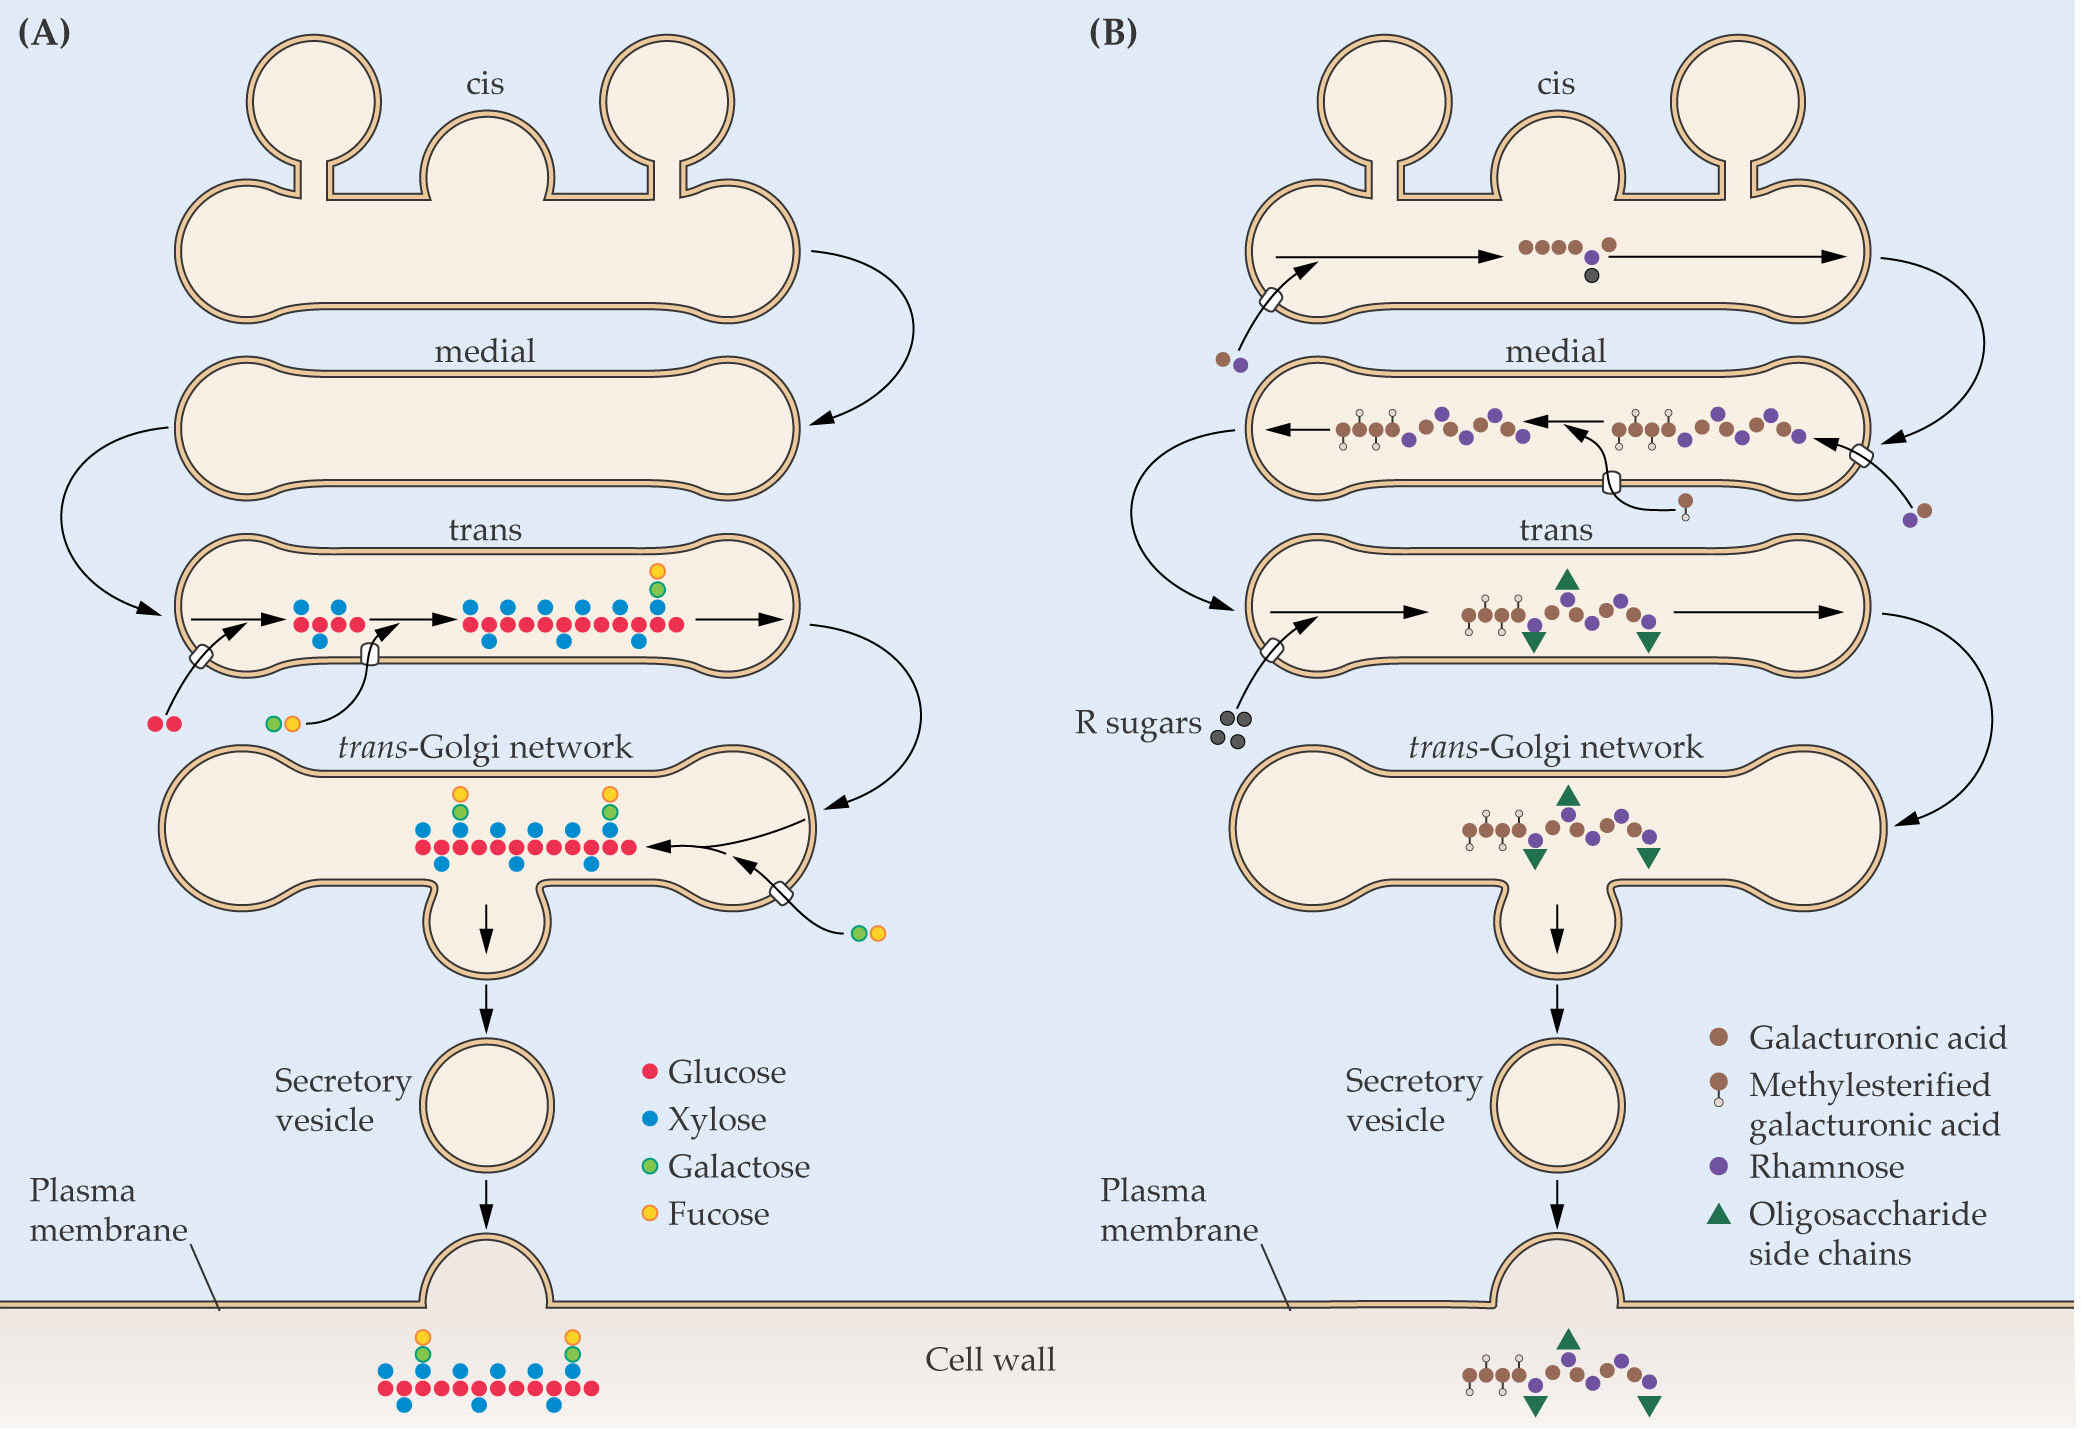 (A)
cis
medial
trans
trans-Golgi network
Secretory
vesicle
Glucose
Xylose
Galactose
Fucose
Plasma
membrane
(B)
cis
medial
trans
R sugars
trans-Golgi network
Secretory
vesicle
Galacturonic acid
Methylesterified
galacturonic acid
Rhamnose
Oligosaccharide
side chains
Plasma
membrane
Cell wall